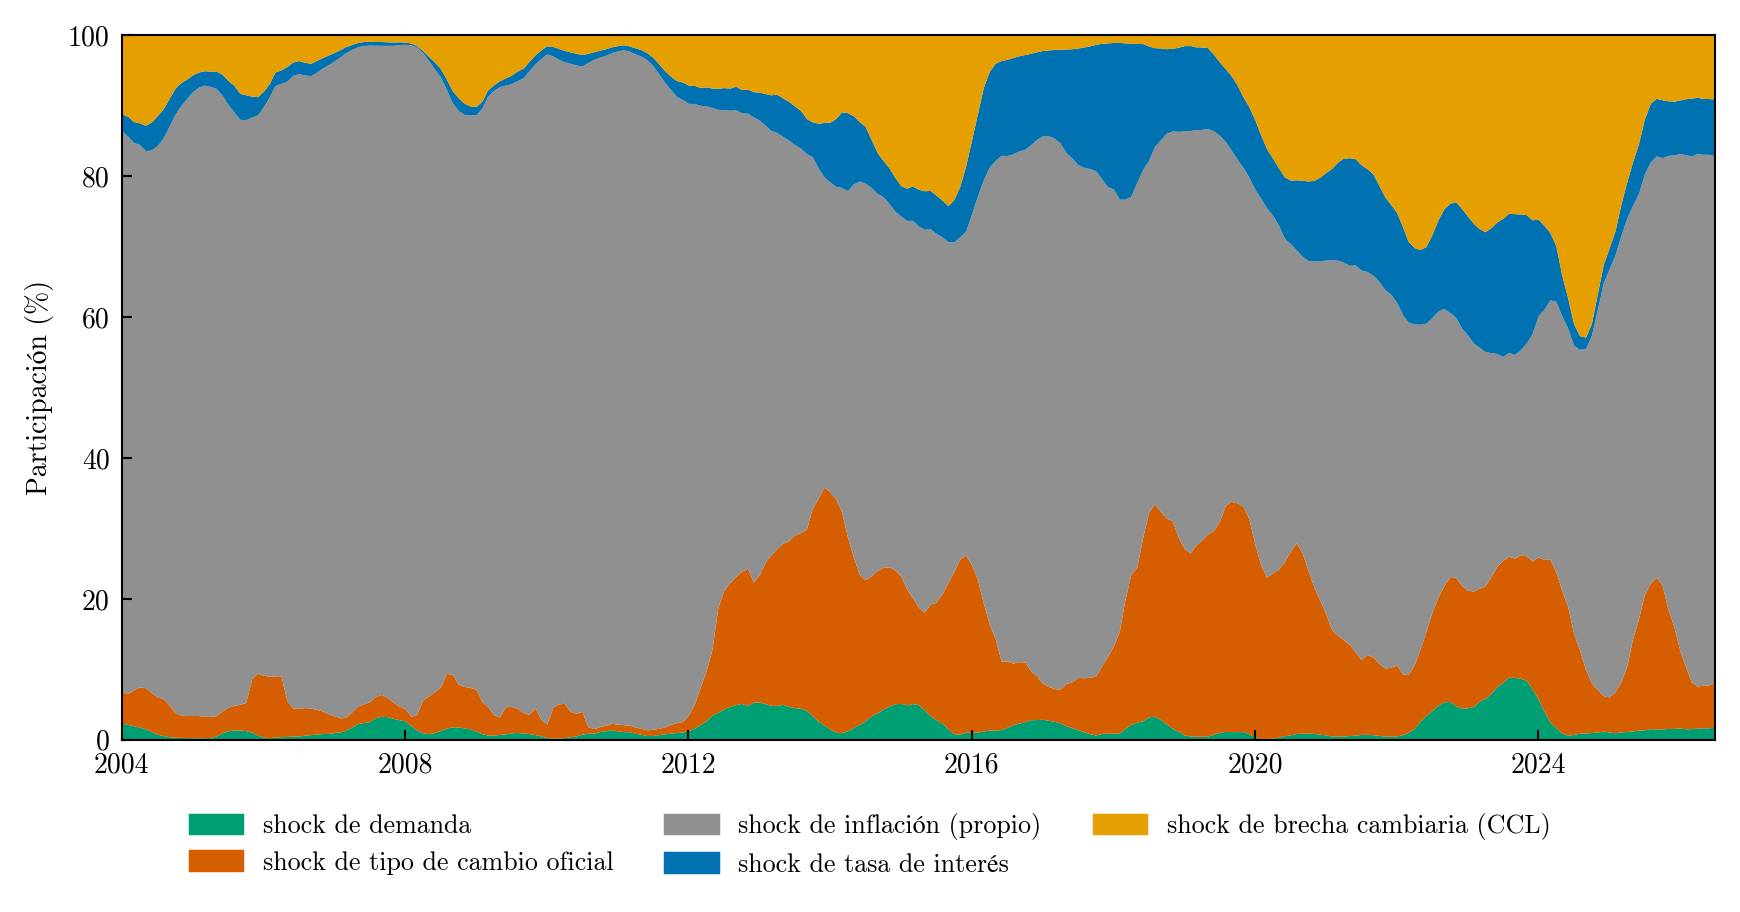 100
80
60
40
20
0
Participación (%)
2004 2008 2012 2016 2020 2024
shock de demanda
shock de tipo de cambio oficial
shock de inflación (propio)
shock de tasa de interés
shock de brecha cambiaria (CCL)